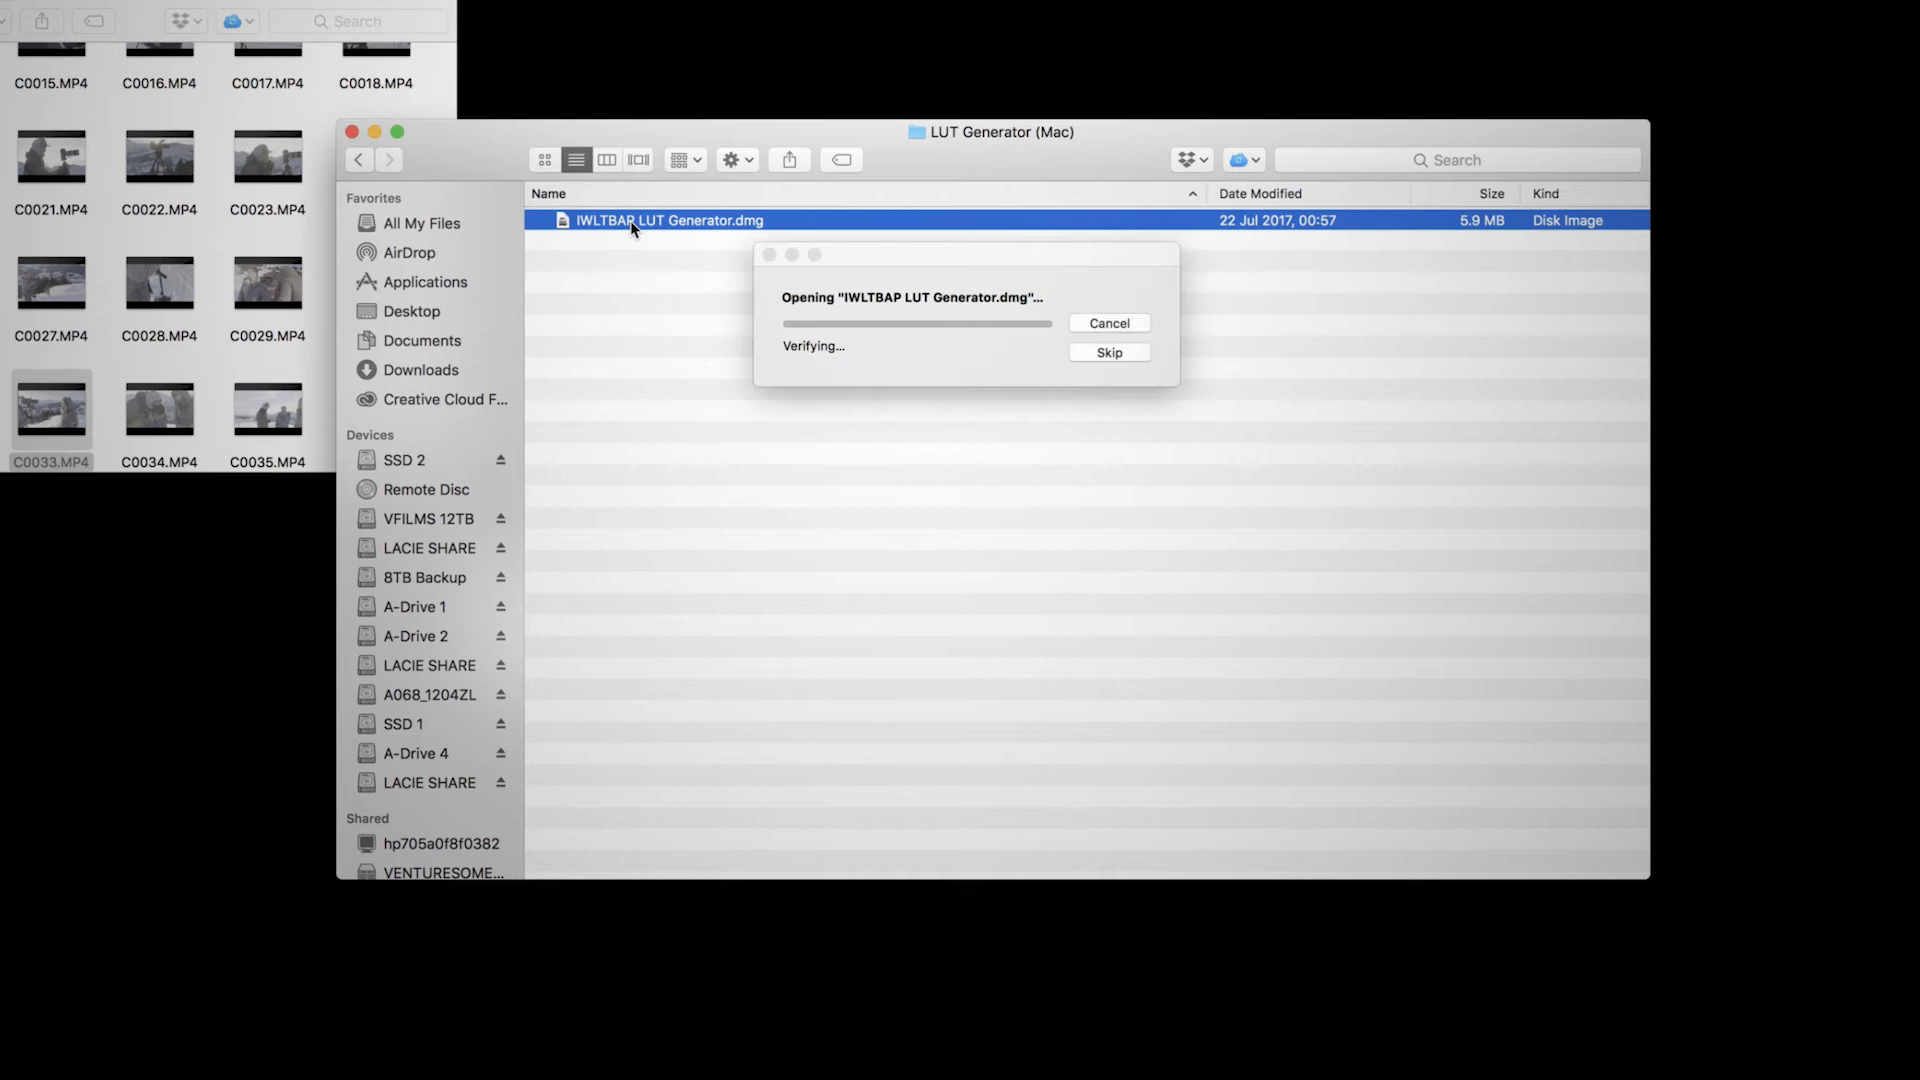 Search
C0015.MP4 C0016.MP4 C0017.MP4 C0018.MP4
C0021.MP4 C0022.MP4 C0023.MP4
C0027.MP4 C0028.MP4 C0029.MP4
C0033.MP4 C0034.MP4 C0035.MP4
LUT Generator (Mac)
Search
Name Date Modified Size Kind
IWLTBAP LUT Generator.dmg 22 Jul 2017, 00:57 5.9 MB Disk Image
Opening "IWLTBAP LUT Generator.dmg"...
Verifying...
Cancel
Skip
Favorites
All My Files
AirDrop
Applications
Desktop
Documents
Downloads
Creative Cloud F...
Devices
SSD 2
Remote Disc
VFILMS 12TB
LACIE SHARE
8TB Backup
A-Drive 1
A-Drive 2
LACIE SHARE
A068_1204ZL
SSD 1
A-Drive 4
LACIE SHARE
Shared
hp705a0f8f0382
VENTURESOME...